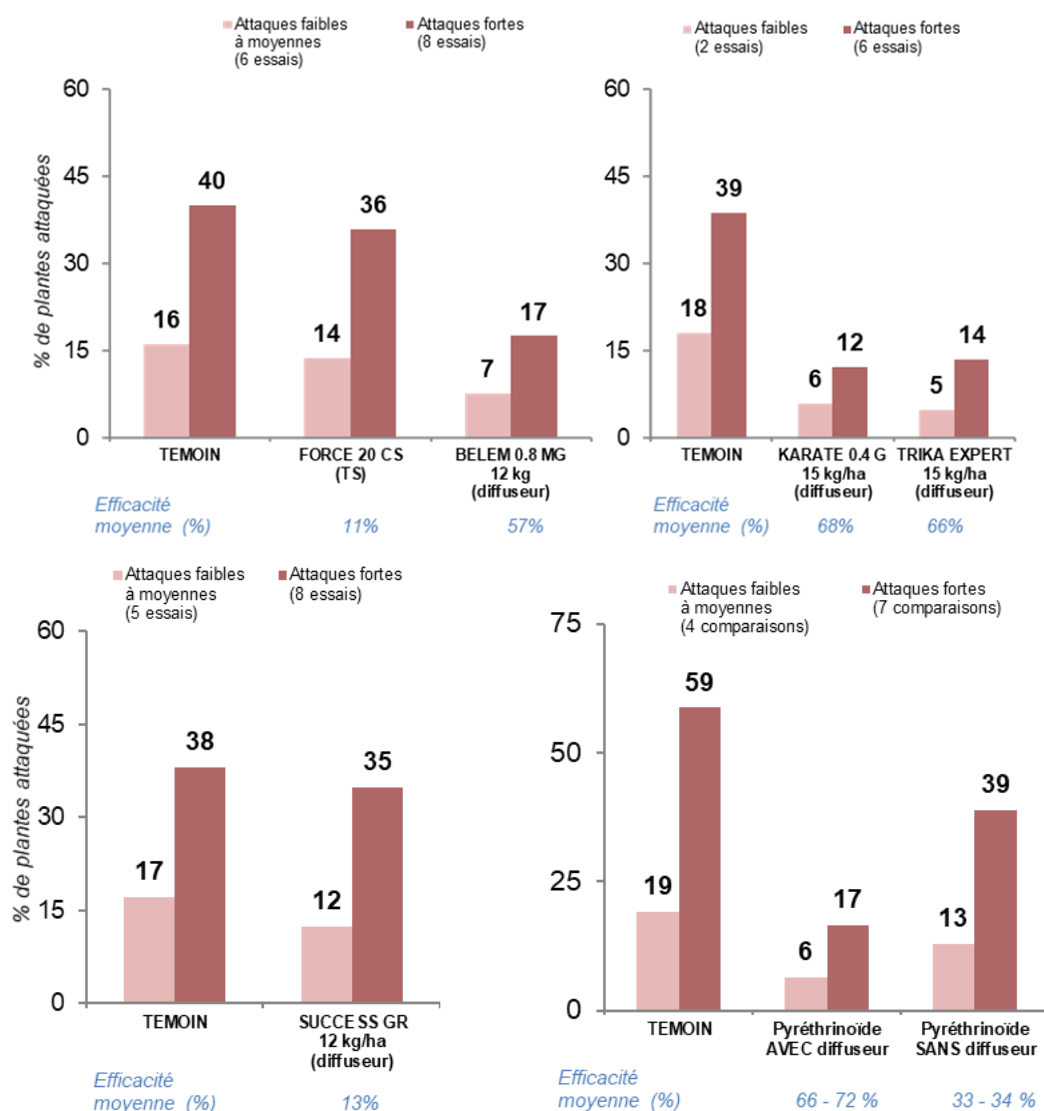 Attaques faibles
à moyennes
(6 essais)
Attaques fortes
(8 essais)
% de plantes attaquées
60
45
30
15
0
16
40
14
36
7
17
TEMOIN
FORCE 20 CS
(TS)
BELEM 0.8 MG
12 kg
(diffuseur)
Efficacité
moyenne (%)
11%
57%
Attaques faibles
(2 essais)
Attaques fortes
(6 essais)
60
45
30
15
0
18
39
6
12
5
14
TEMOIN
KARATE 0.4 G
15 kg/ha
(diffuseur)
TRIKA EXPERT
15 kg/ha
(diffuseur)
Efficacité
moyenne (%)
68%
66%
Attaques faibles
à moyennes
(5 essais)
Attaques fortes
(8 essais)
% de plantes attaquées
60
45
30
15
0
17
38
12
35
TEMOIN
SUCCE SS GR
12 kg/ha
(diffuseur)
Efficacité
moyenne (%)
13%
Attaques faibles
à moyennes
(4 comparaisons)
Attaques fortes
(7 comparaisons)
75
50
25
0
19
59
6
17
13
39
TEMOIN
Pyréthrinoïde
AVEC diffuseur
Pyréthrinoïde
SANS diffuseur
Efficacité
moyenne (%)
66 - 72 %
33 - 34 %